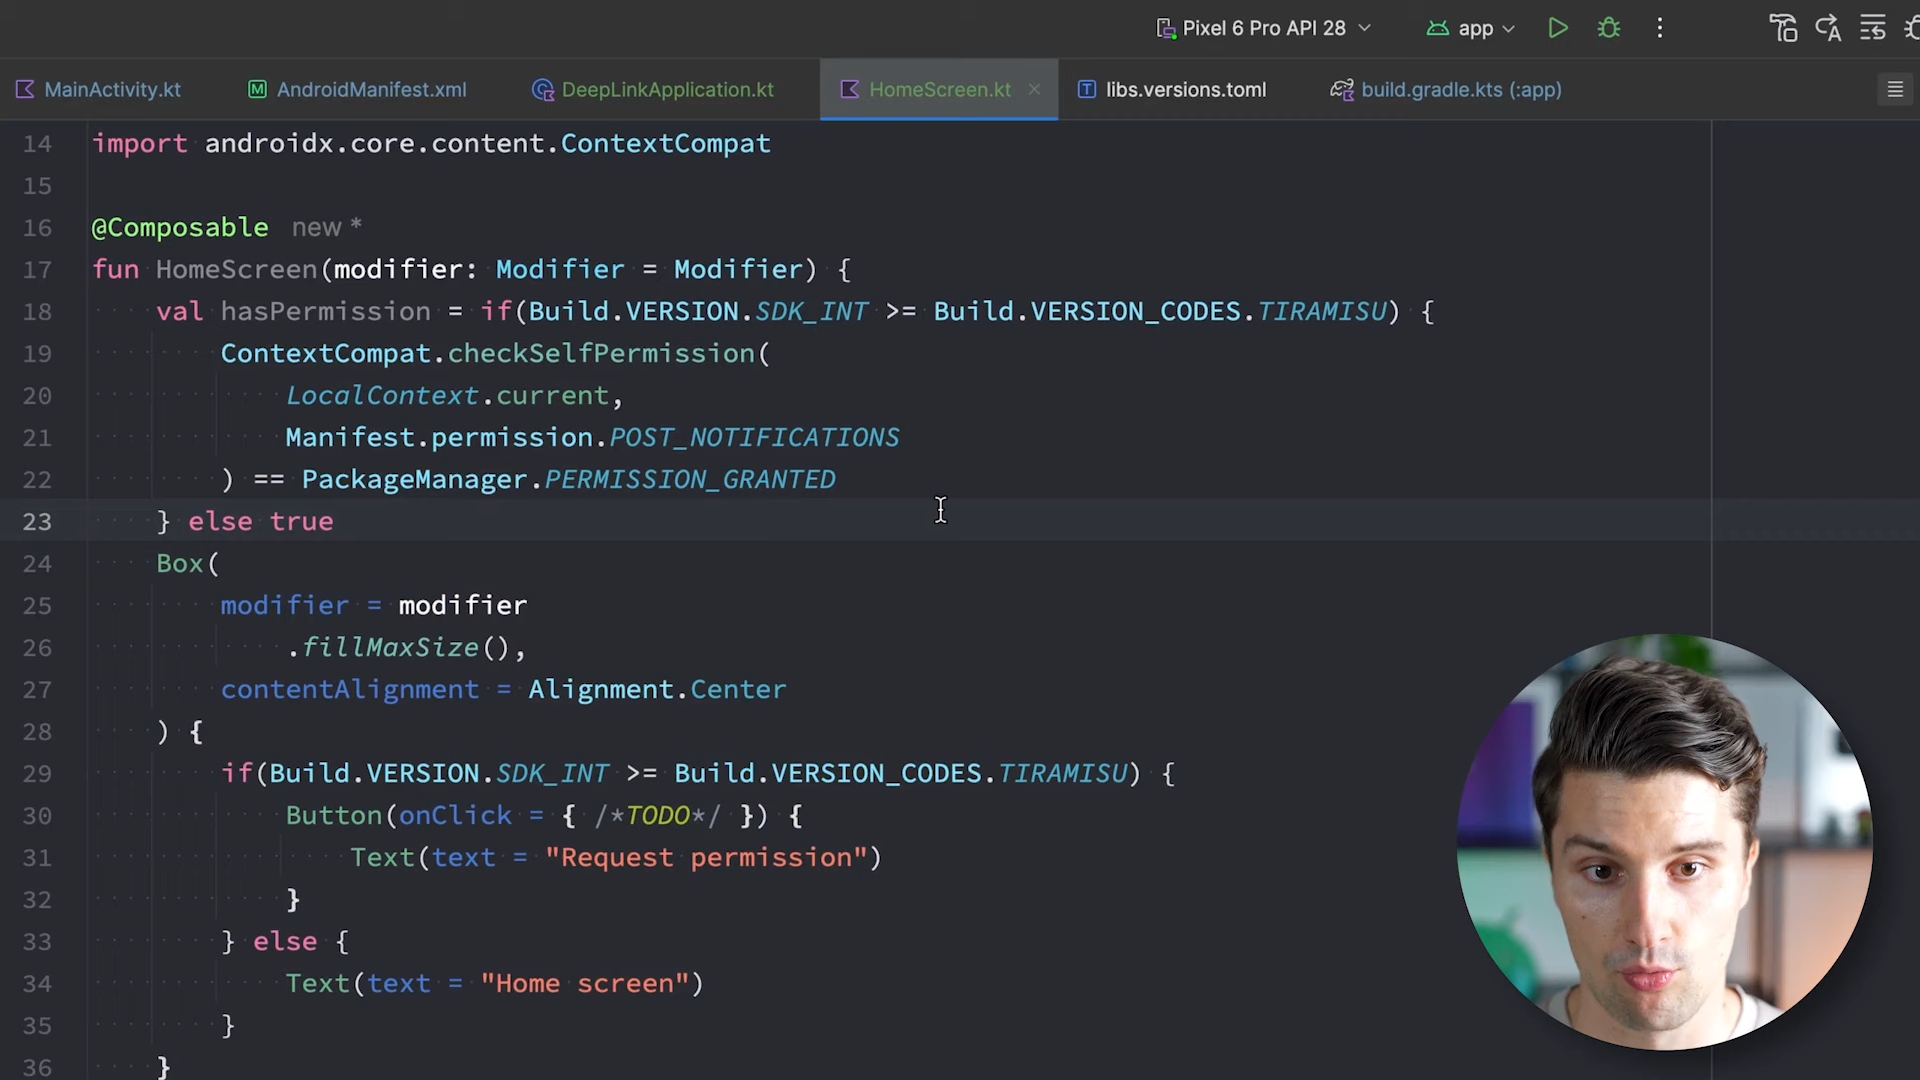 Pixel 6 Pro API 28 app
MainActivity.kt AndroidManifest.xml DeepLinkApplication.kt HomeScreen.kt libs.versions.toml build.gradle.kts (:app)
14 import androidx.core.content.ContextCompat
15
16 @Composable new *
17 fun HomeScreen(modifier: Modifier = Modifier) {
18 val hasPermission = if(Build.VERSION.SDK_INT >= Build.VERSION_CODES.TIRAMISU) {
19 ContextCompat.checkSelfPermission(
20 LocalContext.current,
21 Manifest.permission.POST_NOTIFICATIONS
22 ) == PackageManager.PERMISSION_GRANTED
23 } else true
24 Box(
25 modifier = modifier
26 .fillMaxSize(),
27 contentAlignment = Alignment.Center
28 ) {
29 if(Build.VERSION.SDK_INT >= Build.VERSION_CODES.TIRAMISU) {
30 Button(onClick = { /*TODO*/ }) {
31 Text(text = "Request permission")
32 }
33 } else {
34 Text(text = "Home screen")
35 }
36 }